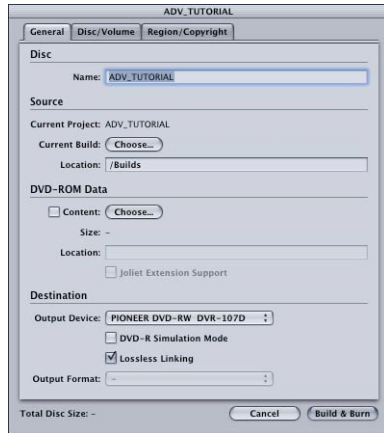 ADV_TUTORIAL
General Disc/Volume Region/Copyright
Disc
Name: ADV_TUTORIAL
Source
Current Project: ADV_TUTORIAL
Current Build: Choose...
Location: /Builds
DVD-ROM Data
Content: Choose...
Size: –
Location:
Joliet Extension Support
Destination
Output Device: PIONEER DVD-RW DVR-107D
DVD-R Simulation Mode
Lossless Linking
Output Format: –
Total Disc Size: – Cancel Build & Burn